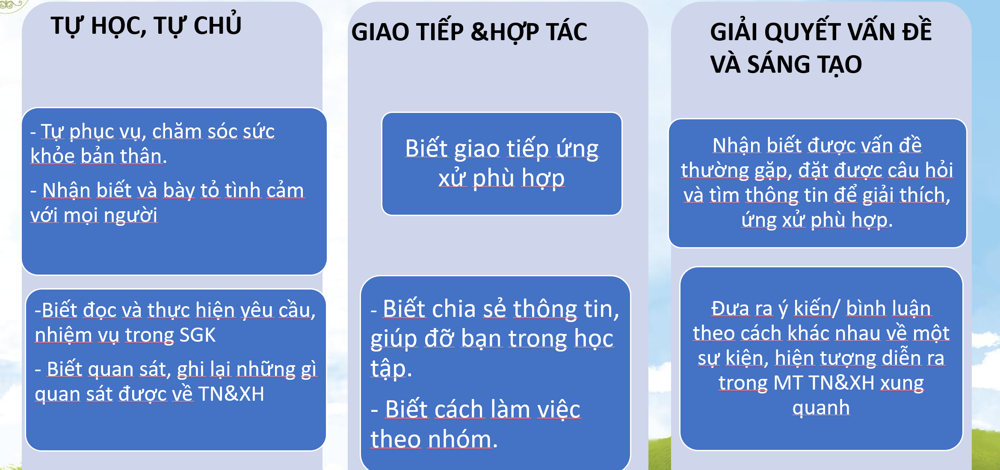 TỰ HỌC, TỰ CHỦ
- Tự phục vụ, chăm sóc sức
khỏe bản thân.
- Nhận biết và bày tỏ tình cảm
với mọi người
-Biết đọc và thực hiện yêu cầu,
nhiệm vụ trong SGK
- Biết quan sát, ghi lại những gì
quan sát được về TN&XH
GIAO TIẾP &HỢP TÁC
Biết giao tiếp ứng
xử phù hợp
- Biết chia sẻ thông tin,
giúp đỡ bạn trong học
tập.
- Biết cách làm việc
theo nhóm.
GIẢI QUYẾT VẤN ĐỀ
VÀ SÁNG TẠO
Nhận biết được vấn đề
thường gặp, đặt được câu hỏi
và tìm thông tin để giải thích,
ứng xử phù hợp.
Đưa ra ý kiến/ bình luận
theo cách khác nhau về một
sự kiện, hiện tượng diễn ra
trong MT TN&XH xung
quanh